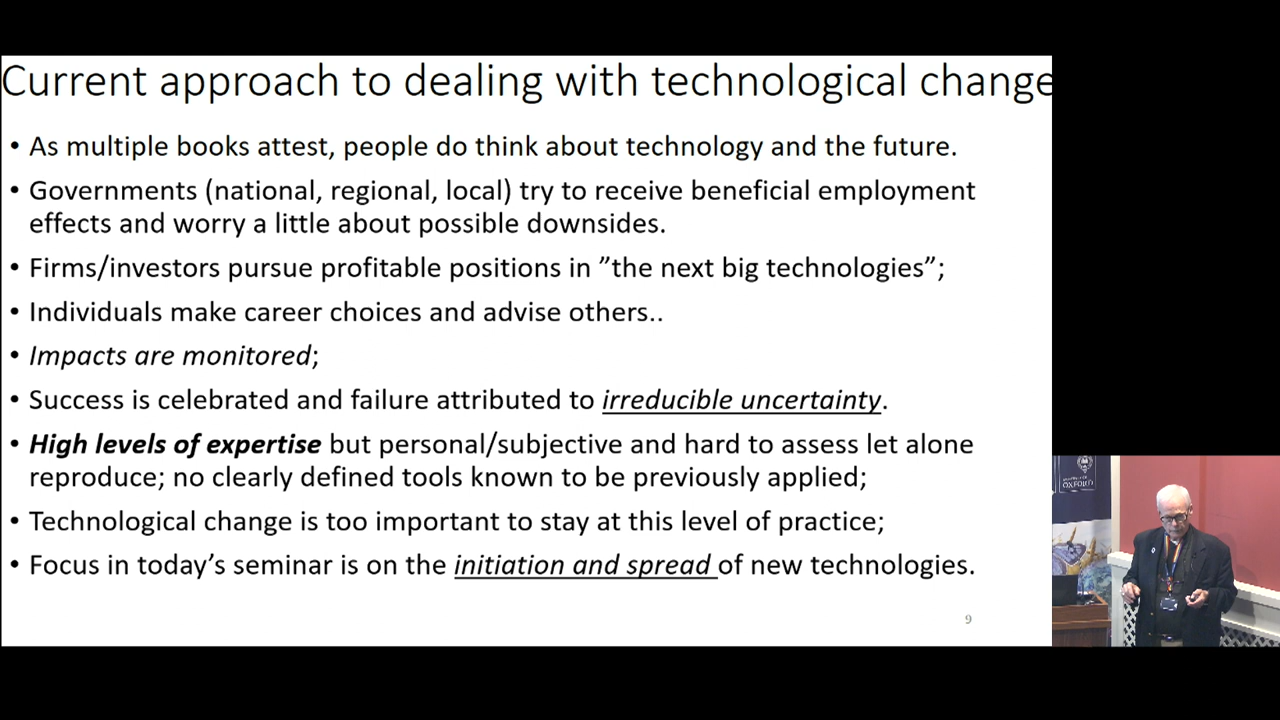 Current approach to dealing with technological change
• As multiple books attest, people do think about technology and the future.
• Governments (national, regional, local) try to receive beneficial employment
effects and worry a little about possible downsides.
• Firms/investors pursue profitable positions in ”the next big technologies”;
• Individuals make career choices and advise others..
• Impacts are monitored;
• Success is celebrated and failure attributed to irreducible uncertainty.
• High levels of expertise but personal/subjective and hard to assess let alone
reproduce; no clearly defined tools known to be previously applied;
• Technological change is too important to stay at this level of practice;
• Focus in today’s seminar is on the initiation and spread of new technologies.
9
OXFORD